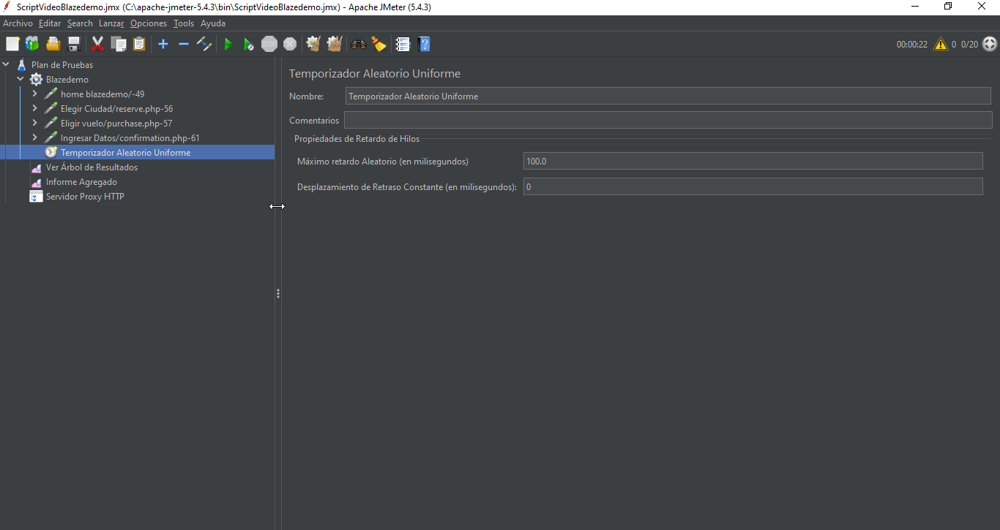 ScriptVideoBlazedemo.jmx (C:\apache-jmeter-5.4.3\bin\ScriptVideoBlazedemo.jmx) - Apache JMeter (5.4.3)
Archivo Editar Search Lanzar Opciones Tools Ayuda
00:00:22 0 0/20
Plan de Pruebas
Blazedemo
home blazedemo/-49
Elegir Ciudad/reserve.php-56
Eligir vuelo/purchase.php-57
Ingresar Datos/confirmation.php-61
Temporizador Aleatorio Uniforme
Ver Árbol de Resultados
Informe Agregado
Servidor Proxy HTTP
Temporizador Aleatorio Uniforme
Nombre: Temporizador Aleatorio Uniforme
Comentarios
Propiedades de Retardo de Hilos
Máximo retardo Aleatorio (en milisegundos) 100.0
Desplazamiento de Retraso Constante (en milisegundos): 0